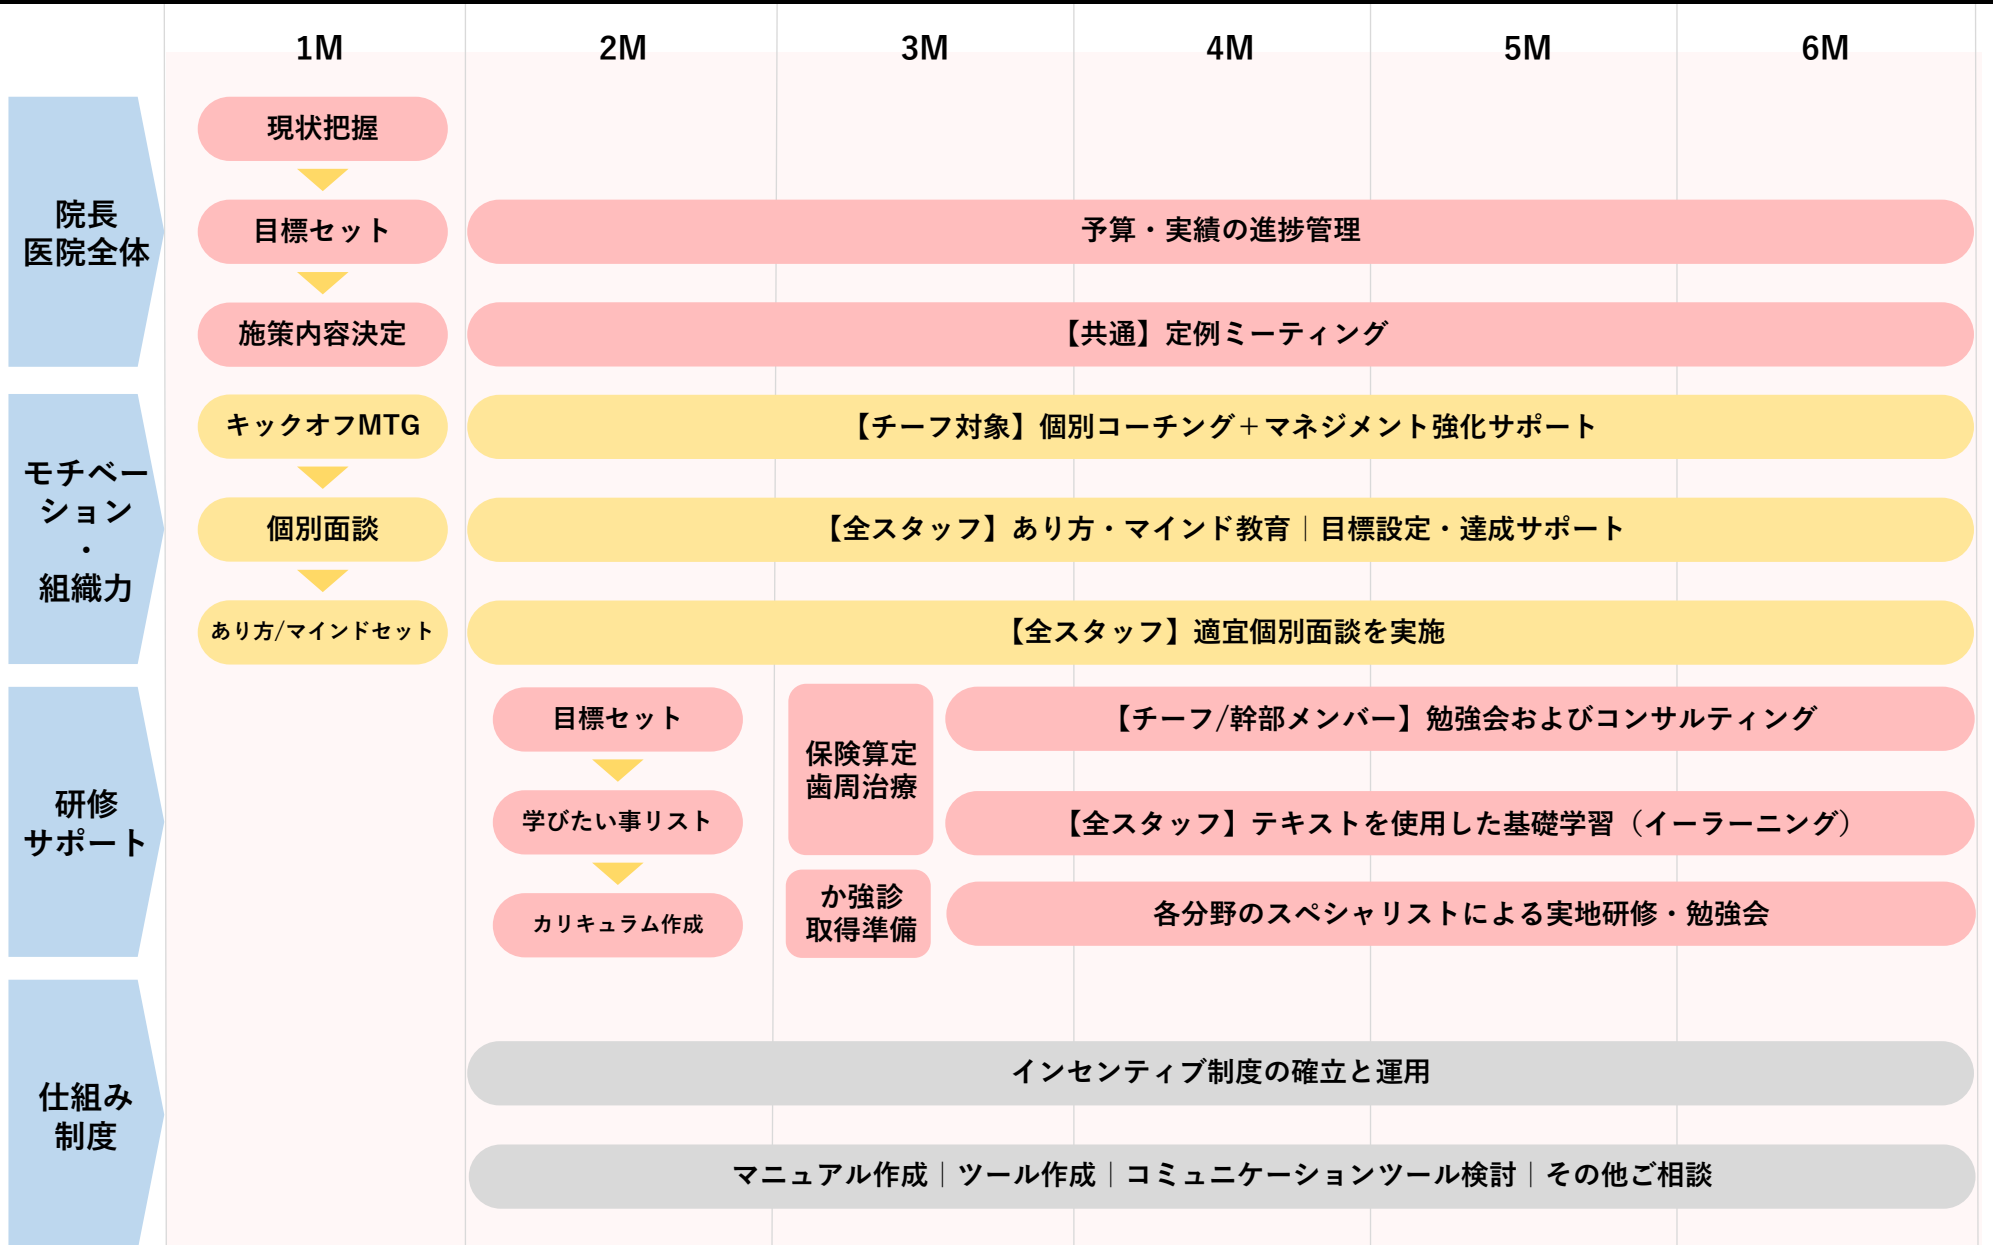 1M 2M 3M 4M 5M 6M
院長
医院全体
現状把握
目標セット
予算・実績の進捗管理
施策内容決定
【共通】定例ミーティング
モチベー
ション
・
組織力
キックオフMTG
【チーフ対象】個別コーチング+マネジメント強化サポート
個別面談
【全スタッフ】あり方・マインド教育｜目標設定・達成サポート
あり方/マインドセット
【全スタッフ】適宜個別面談を実施
研修
サポート
目標セット
学びたい事リスト
カリキュラム作成
保険算定
歯周治療
か強診
取得準備
【チーフ/幹部メンバー】勉強会およびコンサルティング
【全スタッフ】テキストを使用した基礎学習（イーラーニング）
各分野のスペシャリストによる実地研修・勉強会
仕組み
制度
インセンティブ制度の確立と運用
マニュアル作成｜ツール作成｜コミュニケーションツール検討｜その他ご相談